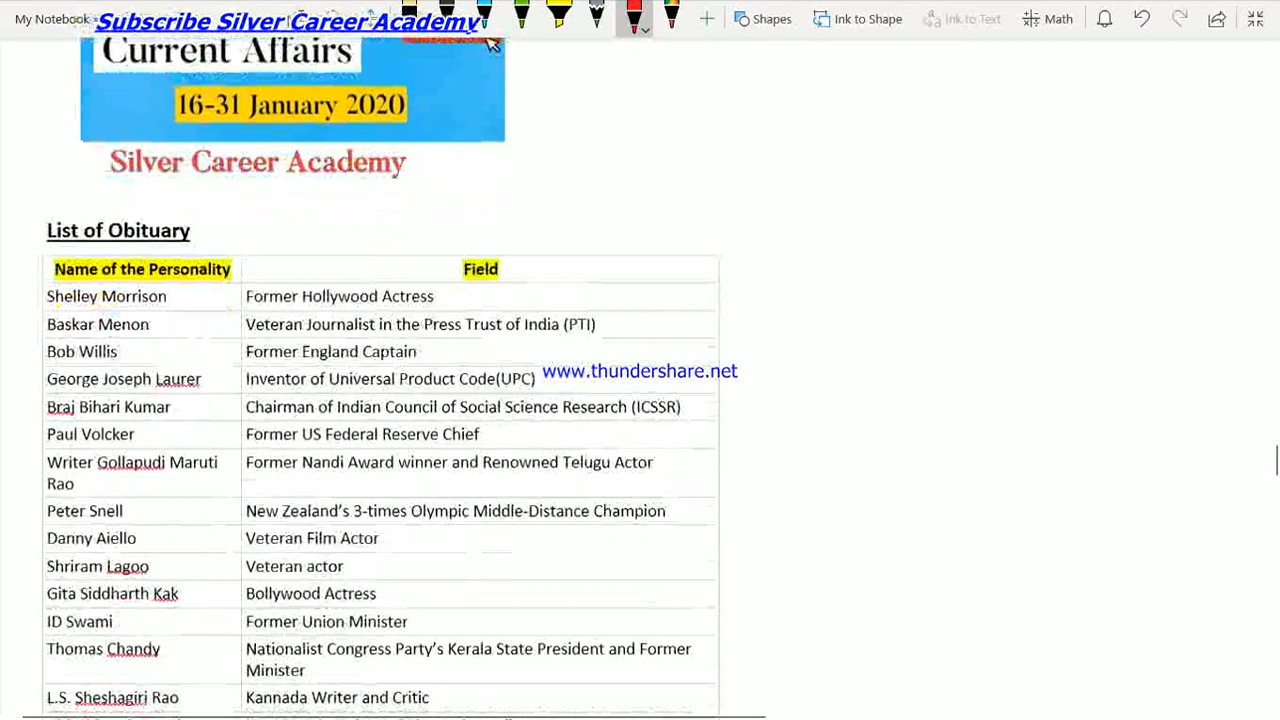 My Notebook
Subscribe Silver Career Academy
Shapes
Ink to Shape
Ink to Text
Math
Current Affairs
16-31 January 2020
Silver Career Academy
List of Obituary
Name of the Personality Field
Shelley Morrison Former Hollywood Actress
Baskar Menon Veteran Journalist in the Press Trust of India (PTI)
Bob Willis Former England Captain
www.thundershare.net
George Joseph Laurer Inventor of Universal Product Code(UPC)
Braj Bihari Kumar Chairman of Indian Council of Social Science Research (ICSSR)
Paul Volcker Former US Federal Reserve Chief
Writer Gollapudi Maruti Former Nandi Award winner and Renowned Telugu Actor
Rao
Peter Snell New Zealand’s 3-times Olympic Middle-Distance Champion
Danny Aiello Veteran Film Actor
Shriram Lagoo Veteran actor
Gita Siddharth Kak Bollywood Actress
ID Swami Former Union Minister
Thomas Chandy Nationalist Congress Party’s Kerala State President and Former
Minister
L.S. Sheshagiri Rao Kannada Writer and Critic